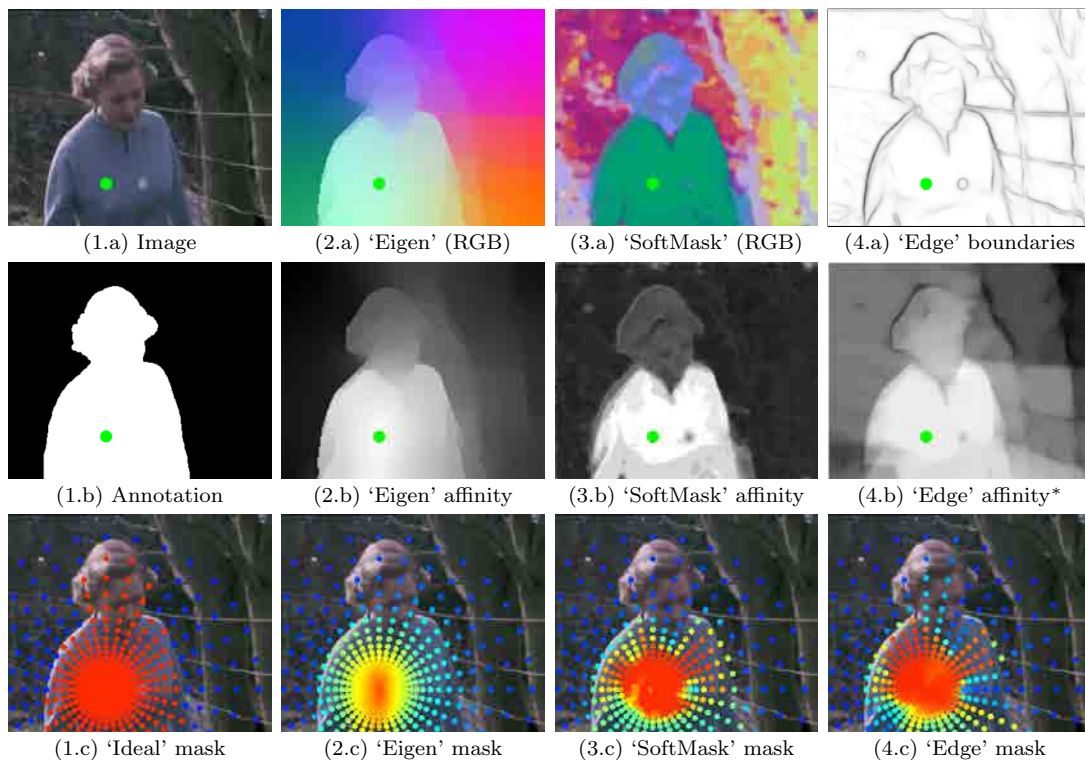 (1.a) Image
(2.a) ‘Eigen’ (RGB)
(3.a) ‘SoftMask’ (RGB)
(4.a) ‘Edge’ boundaries
(1.b) Annotation
(2.b) ‘Eigen’ affinity
(3.b) ‘SoftMask’ affinity
(4.b) ‘Edge’ affinity*
(1.c) ‘Ideal’ mask
(2.c) ‘Eigen’ mask
(3.c) ‘SoftMask’ mask
(4.c) ‘Edge’ mask